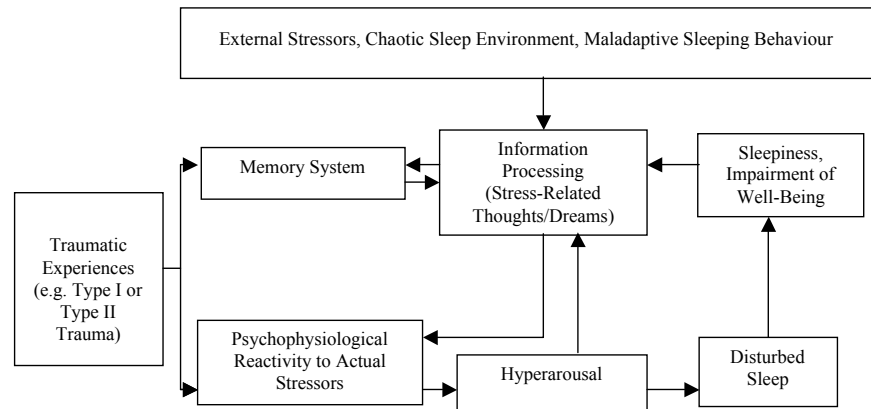 External Stressors, Chaotic Sleep Environment, Maladaptive Sleeping Behaviour
Memory System
Information
Processing
(Stress-Related
Thoughts/Dreams)
Sleepiness,
Impairment of
Well-Being
Traumatic
Experiences
(e.g. Type I or
Type II
Trauma)
Psychophysiological
Reactivity to Actual
Stressors
Hyperarousal
Disturbed
Sleep